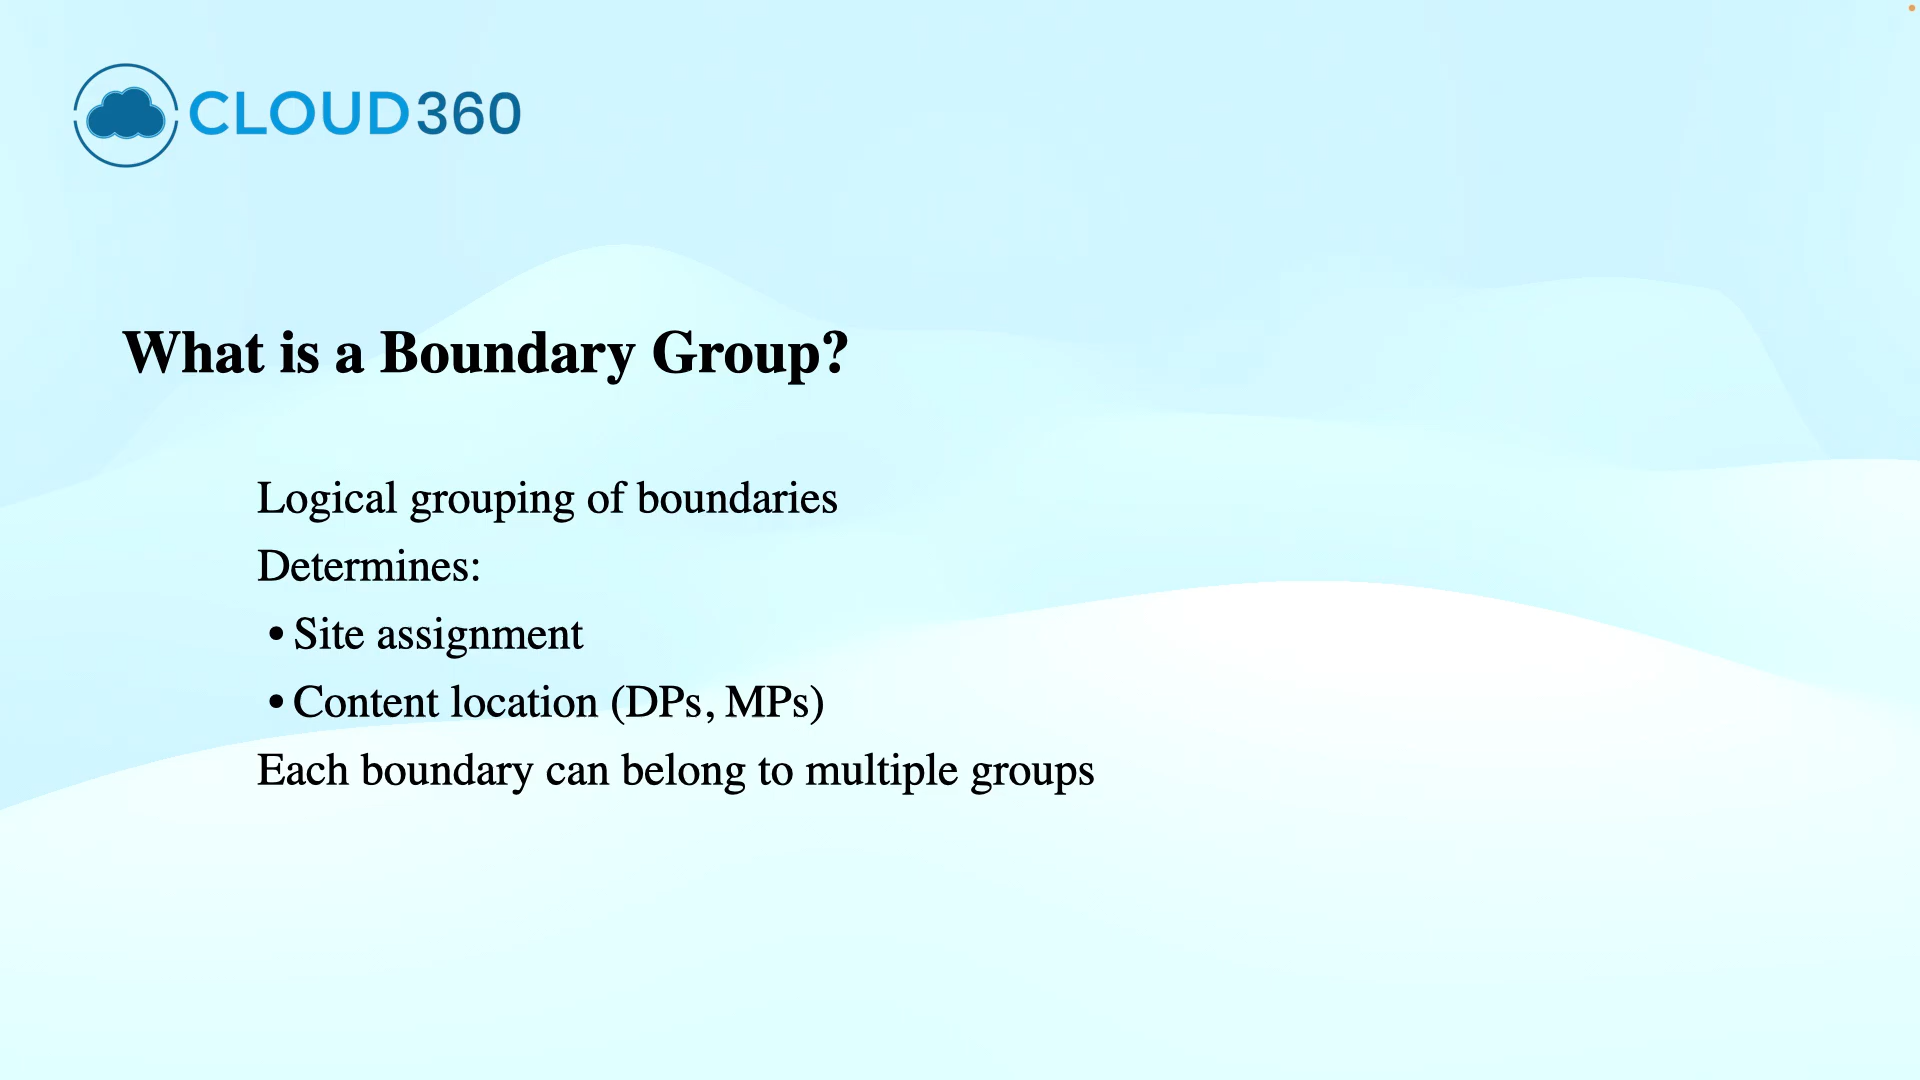 CLOUD360
What is a Boundary Group?
Logical grouping of boundaries
Determines:
• Site assignment
• Content location (DPs, MPs)
Each boundary can belong to multiple groups